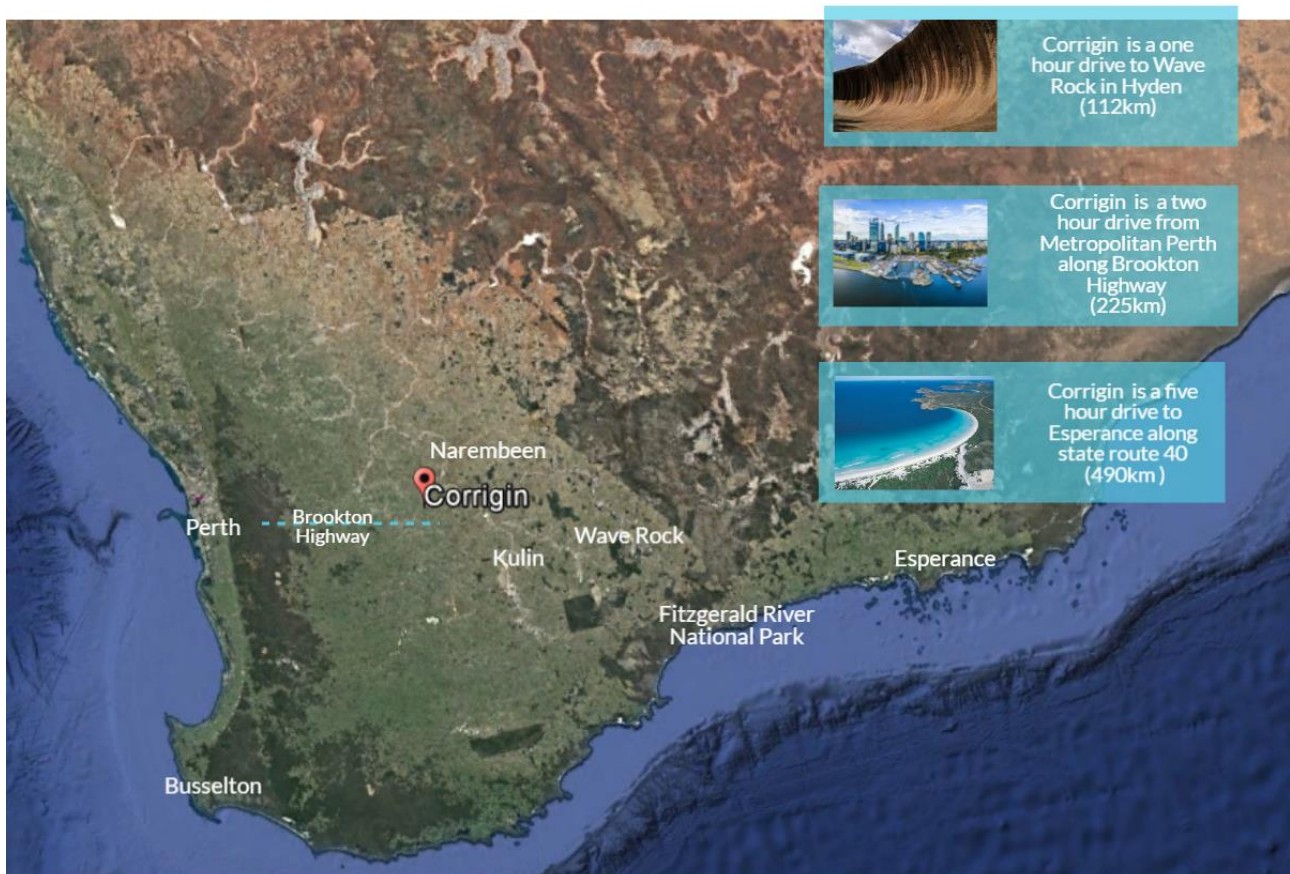 Corrigin is a one
hour drive to Wave
Rock in Hyden
(112km)
Corrigin is a two
hour drive from
Metropolitan Perth
along Brookton
Highway
(225km)
Corrigin is a five
hour drive to
Esperance along
state route 40
(490km )
Narembeen
Corrigin
Perth
Brookton
Highway
Wave Rock
Kulin
Esperance
Fitzgerald River
National Park
Busselton